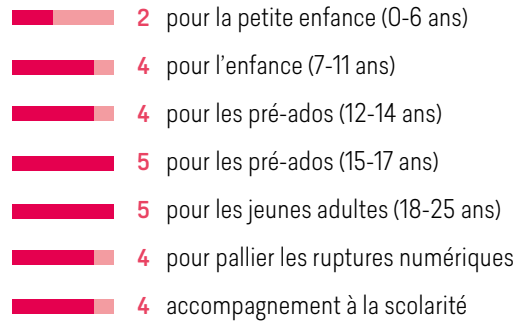 2 pour la petite enfance (0-6 ans)
4 pour l'enfance (7-11 ans)
4 pour les pré-ados (12-14 ans)
5 pour les pré-ados (15-17 ans)
5 pour les jeunes adultes (18-25 ans)
4 pour pallier les ruptures numériques
4 accompagnement à la scolarité